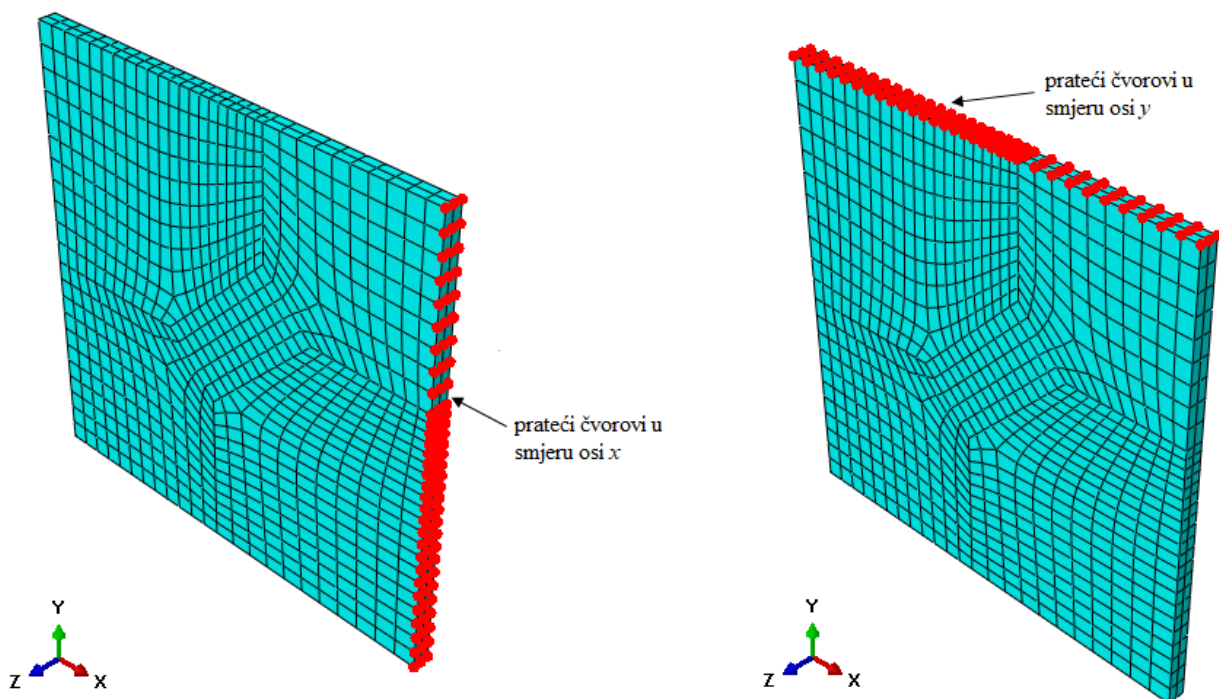 prateći čvorovi u
smjeru osi x
Y
Z
X
prateći čvorovi u
smjeru osi y
Y
Z
X